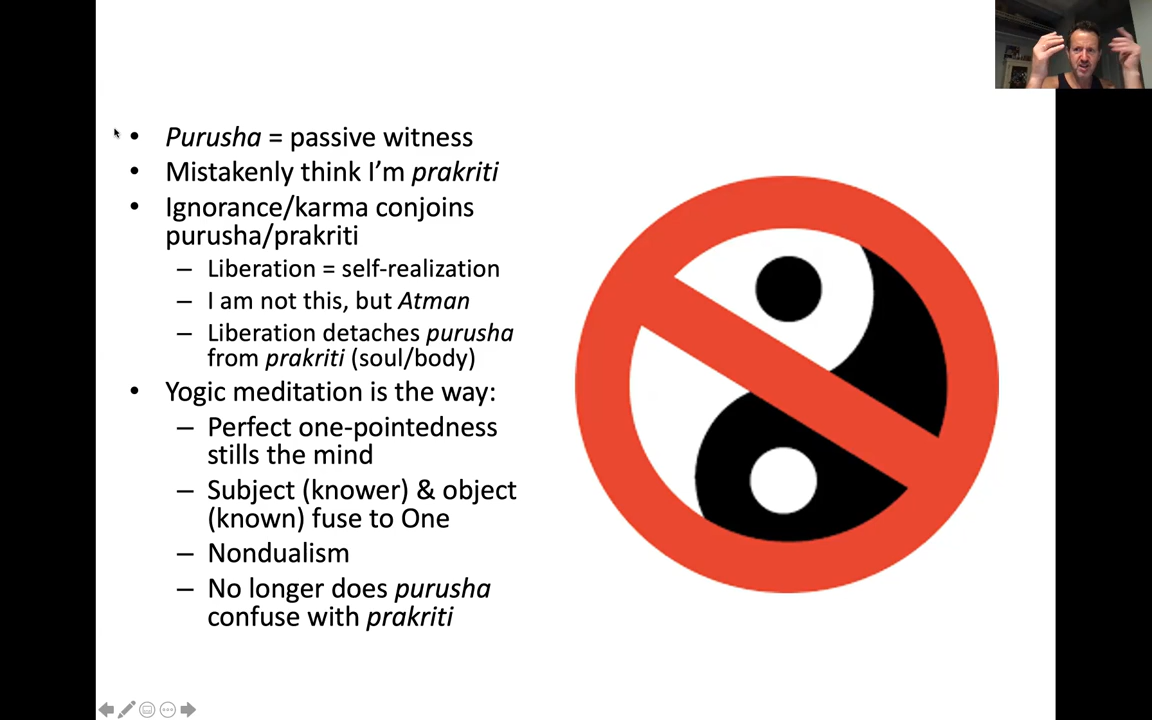 • Purusha = passive witness
• Mistakenly think I’m prakriti
• Ignorance/karma conjoins
purusha/prakriti
– Liberation = self-realization
– I am not this, but Atman
– Liberation detaches purusha
from prakriti (soul/body)
• Yogic meditation is the way:
– Perfect one-pointedness
stills the mind
– Subject (knower) & object
(known) fuse to One
– Nondualism
– No longer does purusha
confuse with prakriti